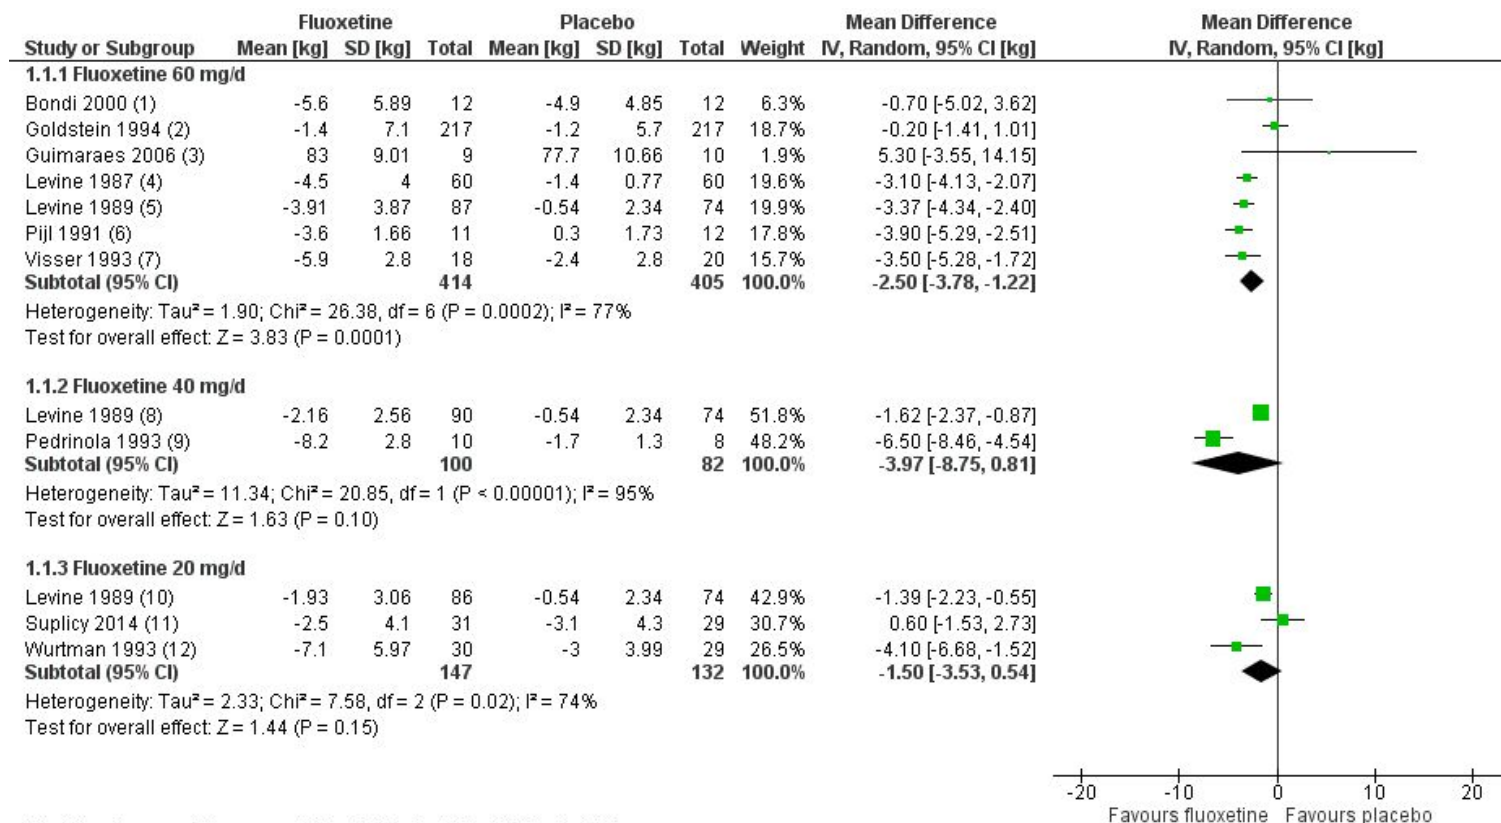 Fluoxetine Placebo Mean Difference Mean Difference
Study or Subgroup Mean [kg] SD [kg] Total Mean [kg] SD [kg] Total Weight IV, Random, 95% CI [kg] IV, Random, 95% CI [kg]
1.1.1 Fluoxetine 60 mg/d
Bondi 2000 (1) -5.6 5.89 12 -4.9 4.85 12 6.3% -0.70 [-5.02, 3.62]
Goldstein 1994 (2) -1.4 7.1 217 -1.2 5.7 217 18.7% -0.20 [-1.41, 1.01]
Guimaraes 2006 (3) 83 9.01 9 77.7 10.66 10 1.9% 5.30 [-3.55, 14.15]
Levine 1987 (4) -4.5 4 60 -1.4 0.77 60 19.6% -3.10 [-4.13, -2.07]
Levine 1989 (5) -3.91 3.87 87 -0.54 2.34 74 19.9% -3.37 [-4.34, -2.40]
Pijl 1991 (6) -3.6 1.66 11 0.3 1.73 12 17.8% -3.90 [-5.29, -2.51]
Visser 1993 (7) -5.9 2.8 18 -2.4 2.8 20 15.7% -3.50 [-5.28, -1.72]
Subtotal (95% CI) 414 405 100.0% -2.50 [-3.78, -1.22]
Heterogeneity: Tau² = 1.90; Chi² = 26.38, df = 6 (P = 0.0002); I² = 77%
Test for overall effect: Z = 3.83 (P = 0.0001)
1.1.2 Fluoxetine 40 mg/d
Levine 1989 (8) -2.16 2.56 90 -0.54 2.34 74 51.8% -1.62 [-2.37, -0.87]
Pedrinola 1993 (9) -8.2 2.8 10 -1.7 1.3 8 48.2% -6.50 [-8.46, -4.54]
Subtotal (95% CI) 100 82 100.0% -3.97 [-8.75, 0.81]
Heterogeneity: Tau² = 11.34; Chi² = 20.85, df = 1 (P < 0.00001); I² = 95%
Test for overall effect: Z = 1.63 (P = 0.10)
1.1.3 Fluoxetine 20 mg/d
Levine 1989 (10) -1.93 3.06 86 -0.54 2.34 74 42.9% -1.39 [-2.23, -0.55]
Suplicy 2014 (11) -2.5 4.1 31 -3.1 4.3 29 30.7% 0.60 [-1.53, 2.73]
Wurtman 1993 (12) -7.1 5.97 30 -3 3.99 29 26.5% -4.10 [-6.68, -1.52]
Subtotal (95% CI) 147 132 100.0% -1.50 [-3.53, 0.54]
Heterogeneity: Tau² = 2.33; Chi² = 7.58, df = 2 (P = 0.02); I² = 74%
Test for overall effect: Z = 1.44 (P = 0.15)
-20 -10 0 10 20
Favours fluoxetine Favours placebo